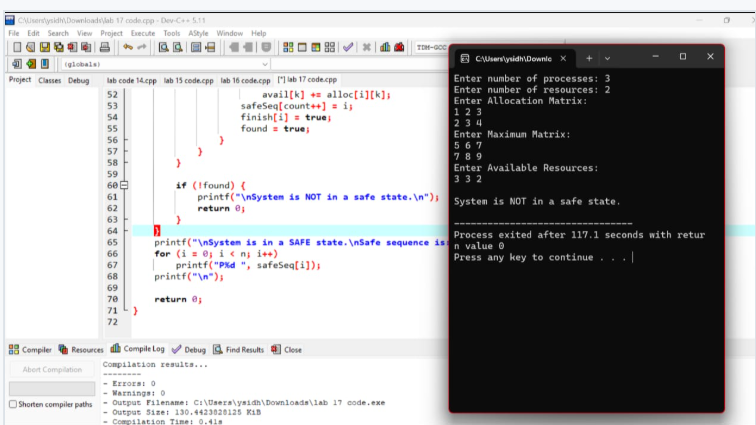 C:\Users\ysidh\Downloads\lab 17 code.cpp - Dev-C++ 5.11
File Edit Search View Project Execute Tools AStyle Window Help
TDM-GCC
(globals)
Project Classes Debug lab code 14.cpp lab 15 code.cpp lab 16 code.cpp [*] lab 17 code.cpp
52 avail[k] += alloc[i][k];
53 safeSeq[count++] = i;
54 finish[i] = true;
55 found = true;
56 }
57 }
58 }
59
60 if (!found) {
61 printf("\nSystem is NOT in a safe state.\n");
62 return 0;
63 }
64 }
65 printf("\nSystem is in a SAFE state.\nSafe sequence is:
66 for (i = 0; i < n; i++)
67 printf("P%d ", safeSeq[i]);
68 printf("\n");
69
70 return 0;
71 }
72
C:\Users\ysidh\Downlo
Enter number of processes: 3
Enter number of resources: 2
Enter Allocation Matrix:
1 2 3
2 3 4
Enter Maximum Matrix:
5 6 7
7 8 9
Enter Available Resources:
3 3 2
System is NOT in a safe state.
--------------------------------
Process exited after 117.1 seconds with retur
n value 0
Press any key to continue . . .
Compiler Resources Compile Log Debug Find Results Close
Abort Compilation
Shorten compiler paths
Compilation results...
--------
- Errors: 0
- Warnings: 0
- Output Filename: C:\Users\ysidh\Downloads\lab 17 code.exe
- Output Size: 130.4423828125 KiB
- Compilation Time: 0.41s